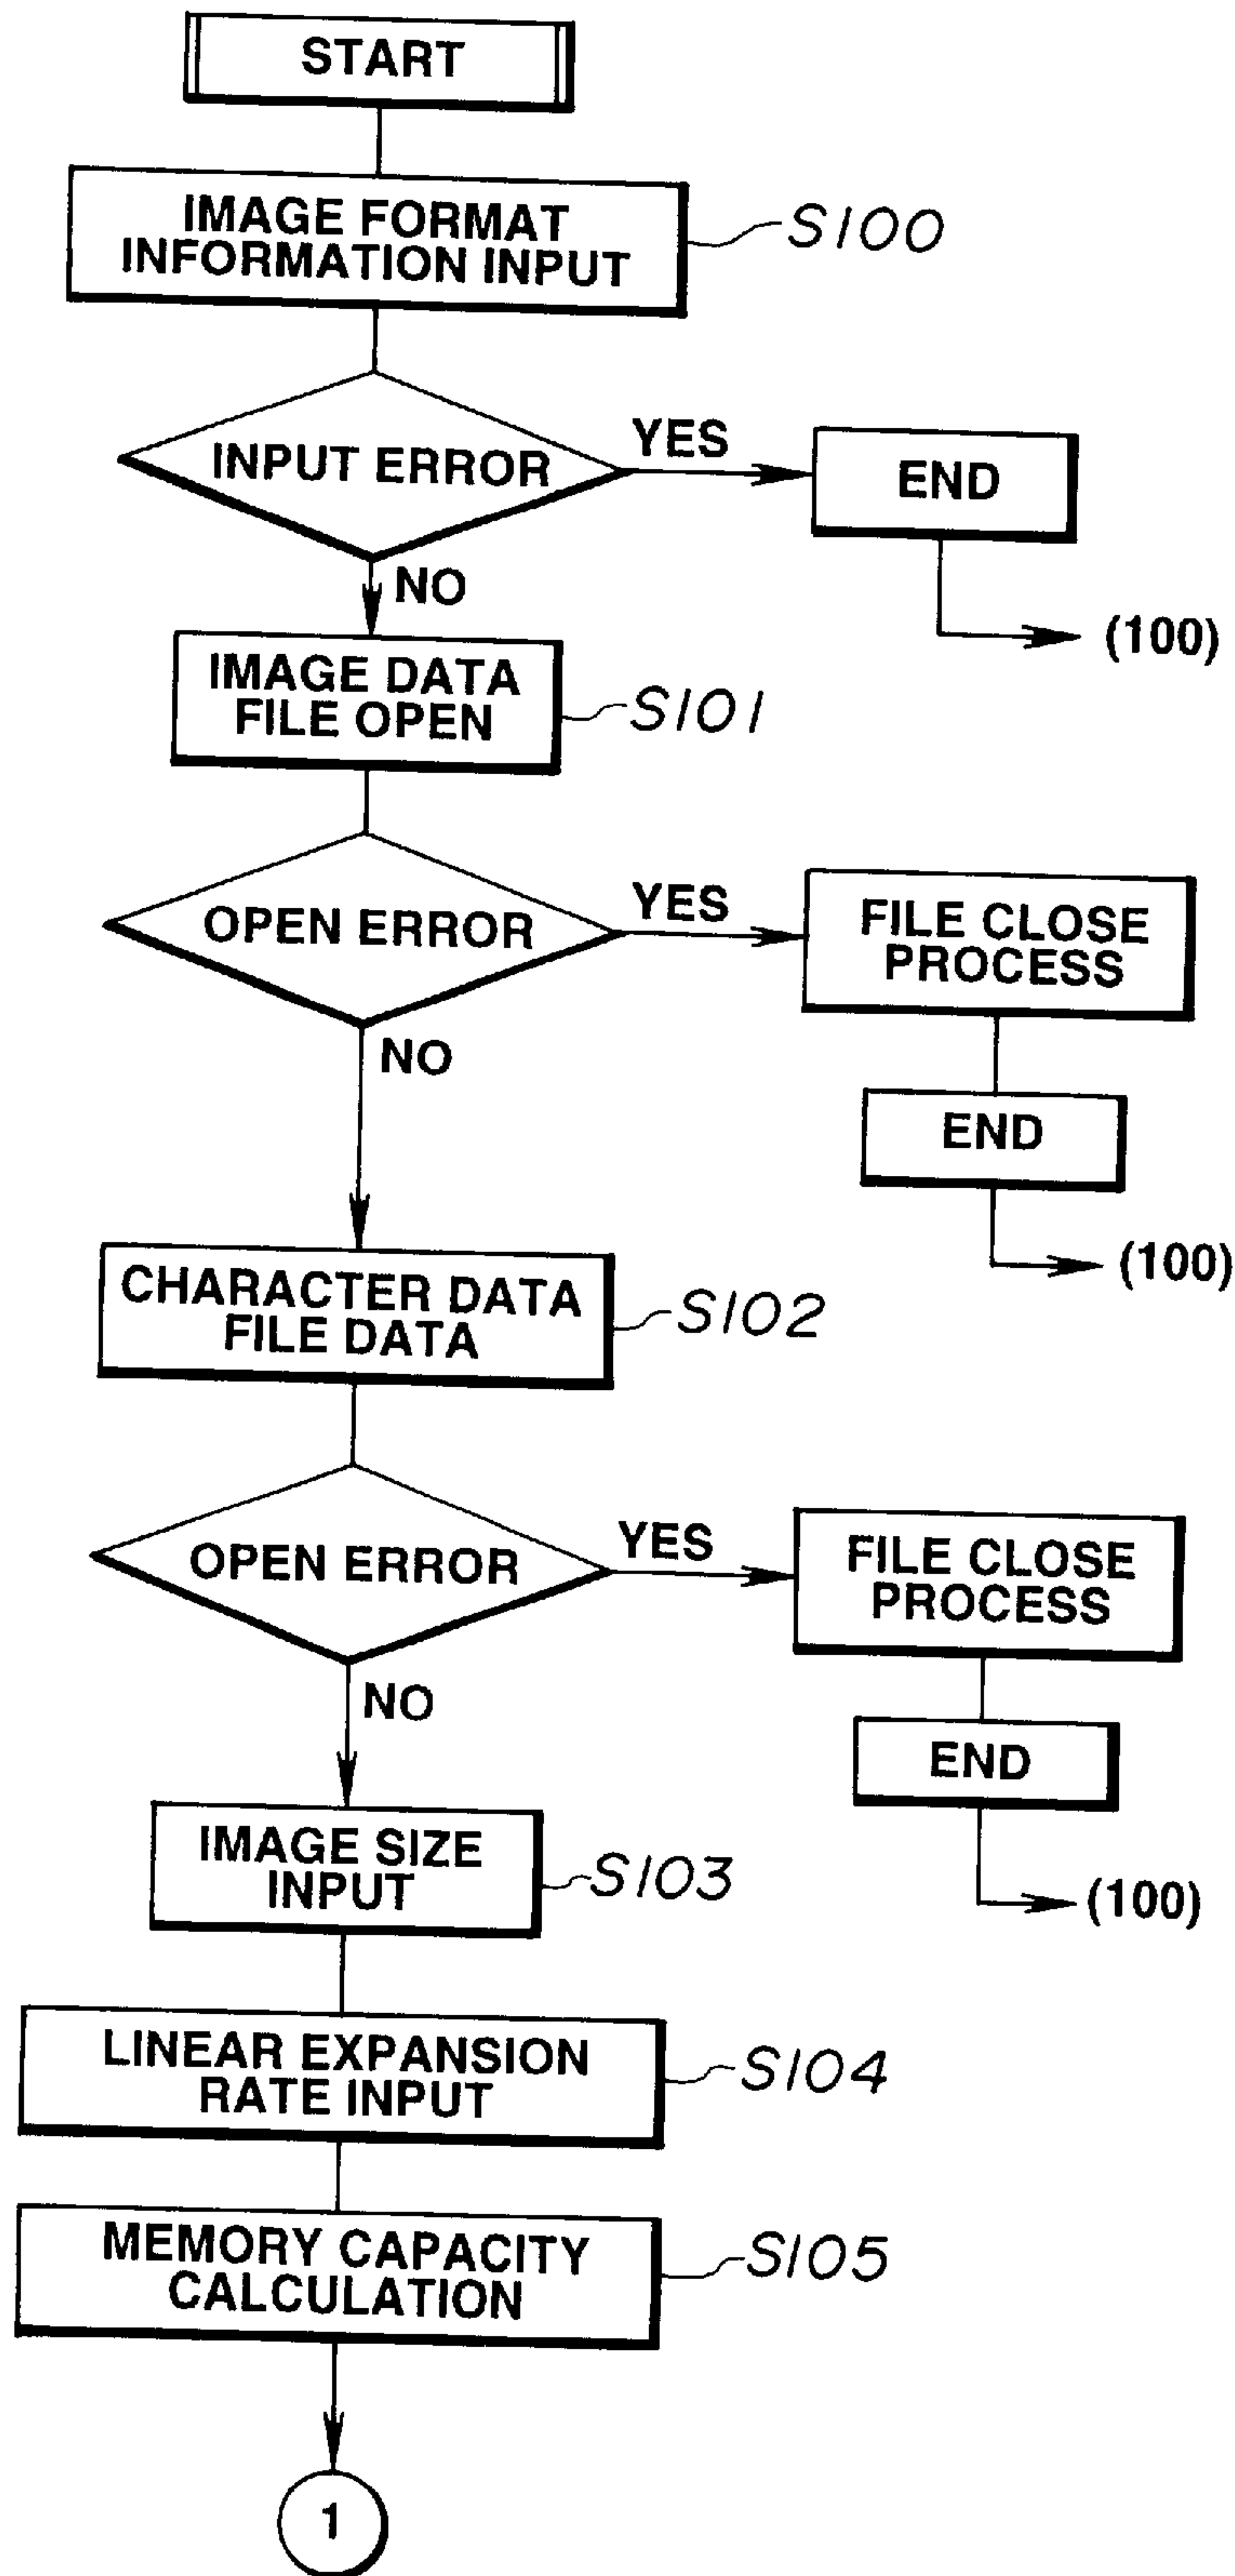 START
IMAGE FORMAT
INFORMATION INPUT
S100
INPUT ERROR
YES
END
(100)
NO
IMAGE DATA
FILE OPEN
S101
OPEN ERROR
YES
FILE CLOSE
PROCESS
END
(100)
NO
CHARACTER DATA
FILE DATA
S102
OPEN ERROR
YES
FILE CLOSE
PROCESS
END
(100)
NO
IMAGE SIZE
INPUT
S103
LINEAR EXPANSION
RATE INPUT
S104
MEMORY CAPACITY
CALCULATION
S105
1